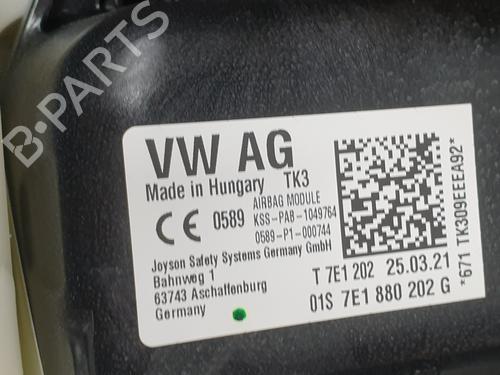 B-PARTS
VW AG
Made in Hungary TK3
CE 0589
AIRBAG MODULE
KSS-PAB-1049764
0589-P1-000744
Joyson Safety Systems Germany GmbH
Bahnweg 1
63743 Aschaffenburg
Germany
T 7E1 202 25.03.21
01S 7E1 880 202 G
*671 TK309EEEA92*